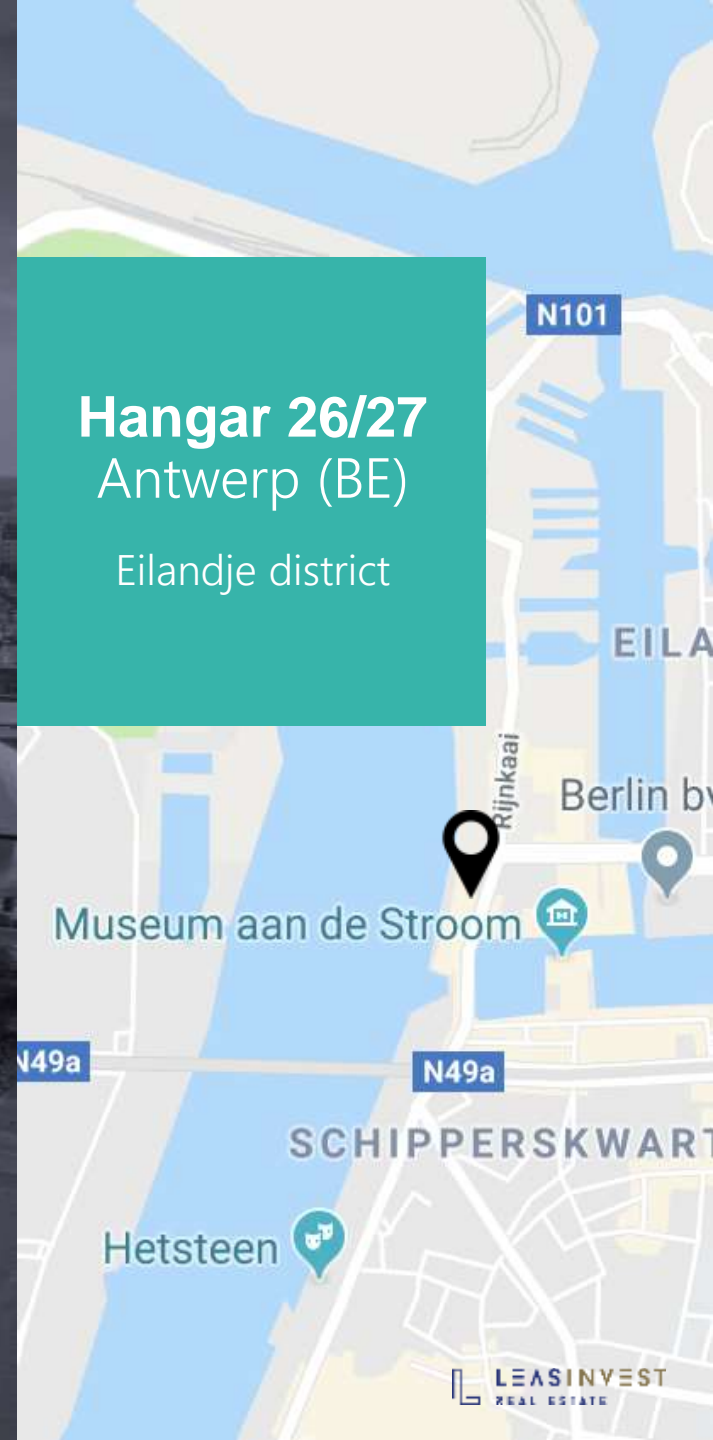 N101
Hangar 26/27
Antwerp (BE)
Eilandje district
EILA
Rijnkaai
Berlin bv
Museum aan de Stroom
N49a
N49a
SCHIPPERSKWART
Hetsteen
LEASINVEST
REAL ESTATE